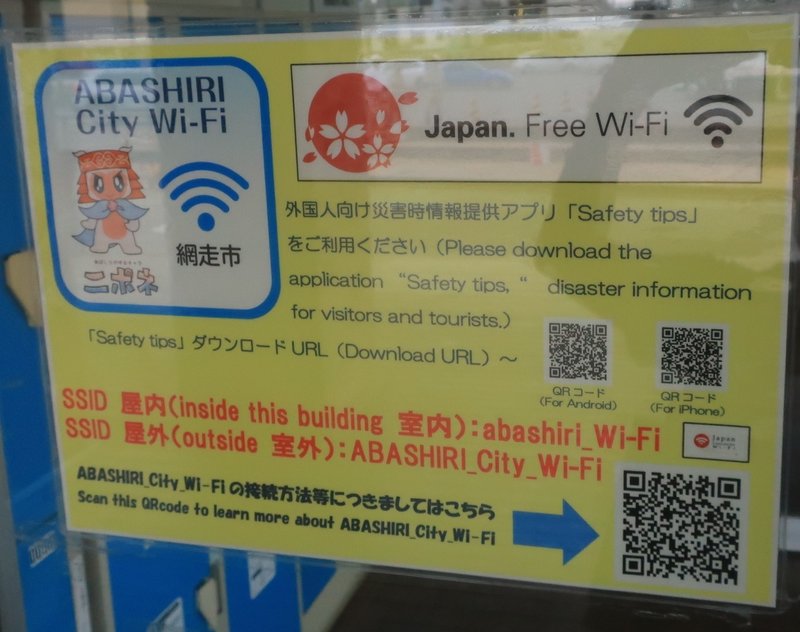 ABASHIRI
City Wi-Fi
網走市
ニポネ
Japan. Free Wi-Fi
外国人向け災害時情報提供アプリ「Safety tips」
をご利用ください（Please download the
application “Safety tips, “ disaster information
for visitors and tourists.）
「Safety tips」ダウンロードURL（Download URL）～
QRコード
(For Android)
QRコード
(For iPhone)
SSID 屋内(inside this building 室内):abashiri_Wi-Fi
SSID 屋外(outside 室外):ABASHIRI_City_Wi-Fi
Japan
ABASHIRI_City_Wi-Fiの接続方法等につきましてはこちら
Scan this QRcode to learn more about ABASHIRI_City_Wi-Fi